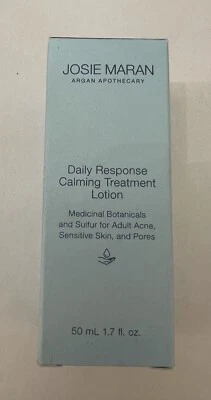 JOSIE MARAN
ARGAN APOTHECARY
Daily Response
Calming Treatment
Lotion
Medicinal Botanicals
and Sulfur for Adult Acne,
Sensitive Skin, and Pores
50 mL 1.7 fl. oz.